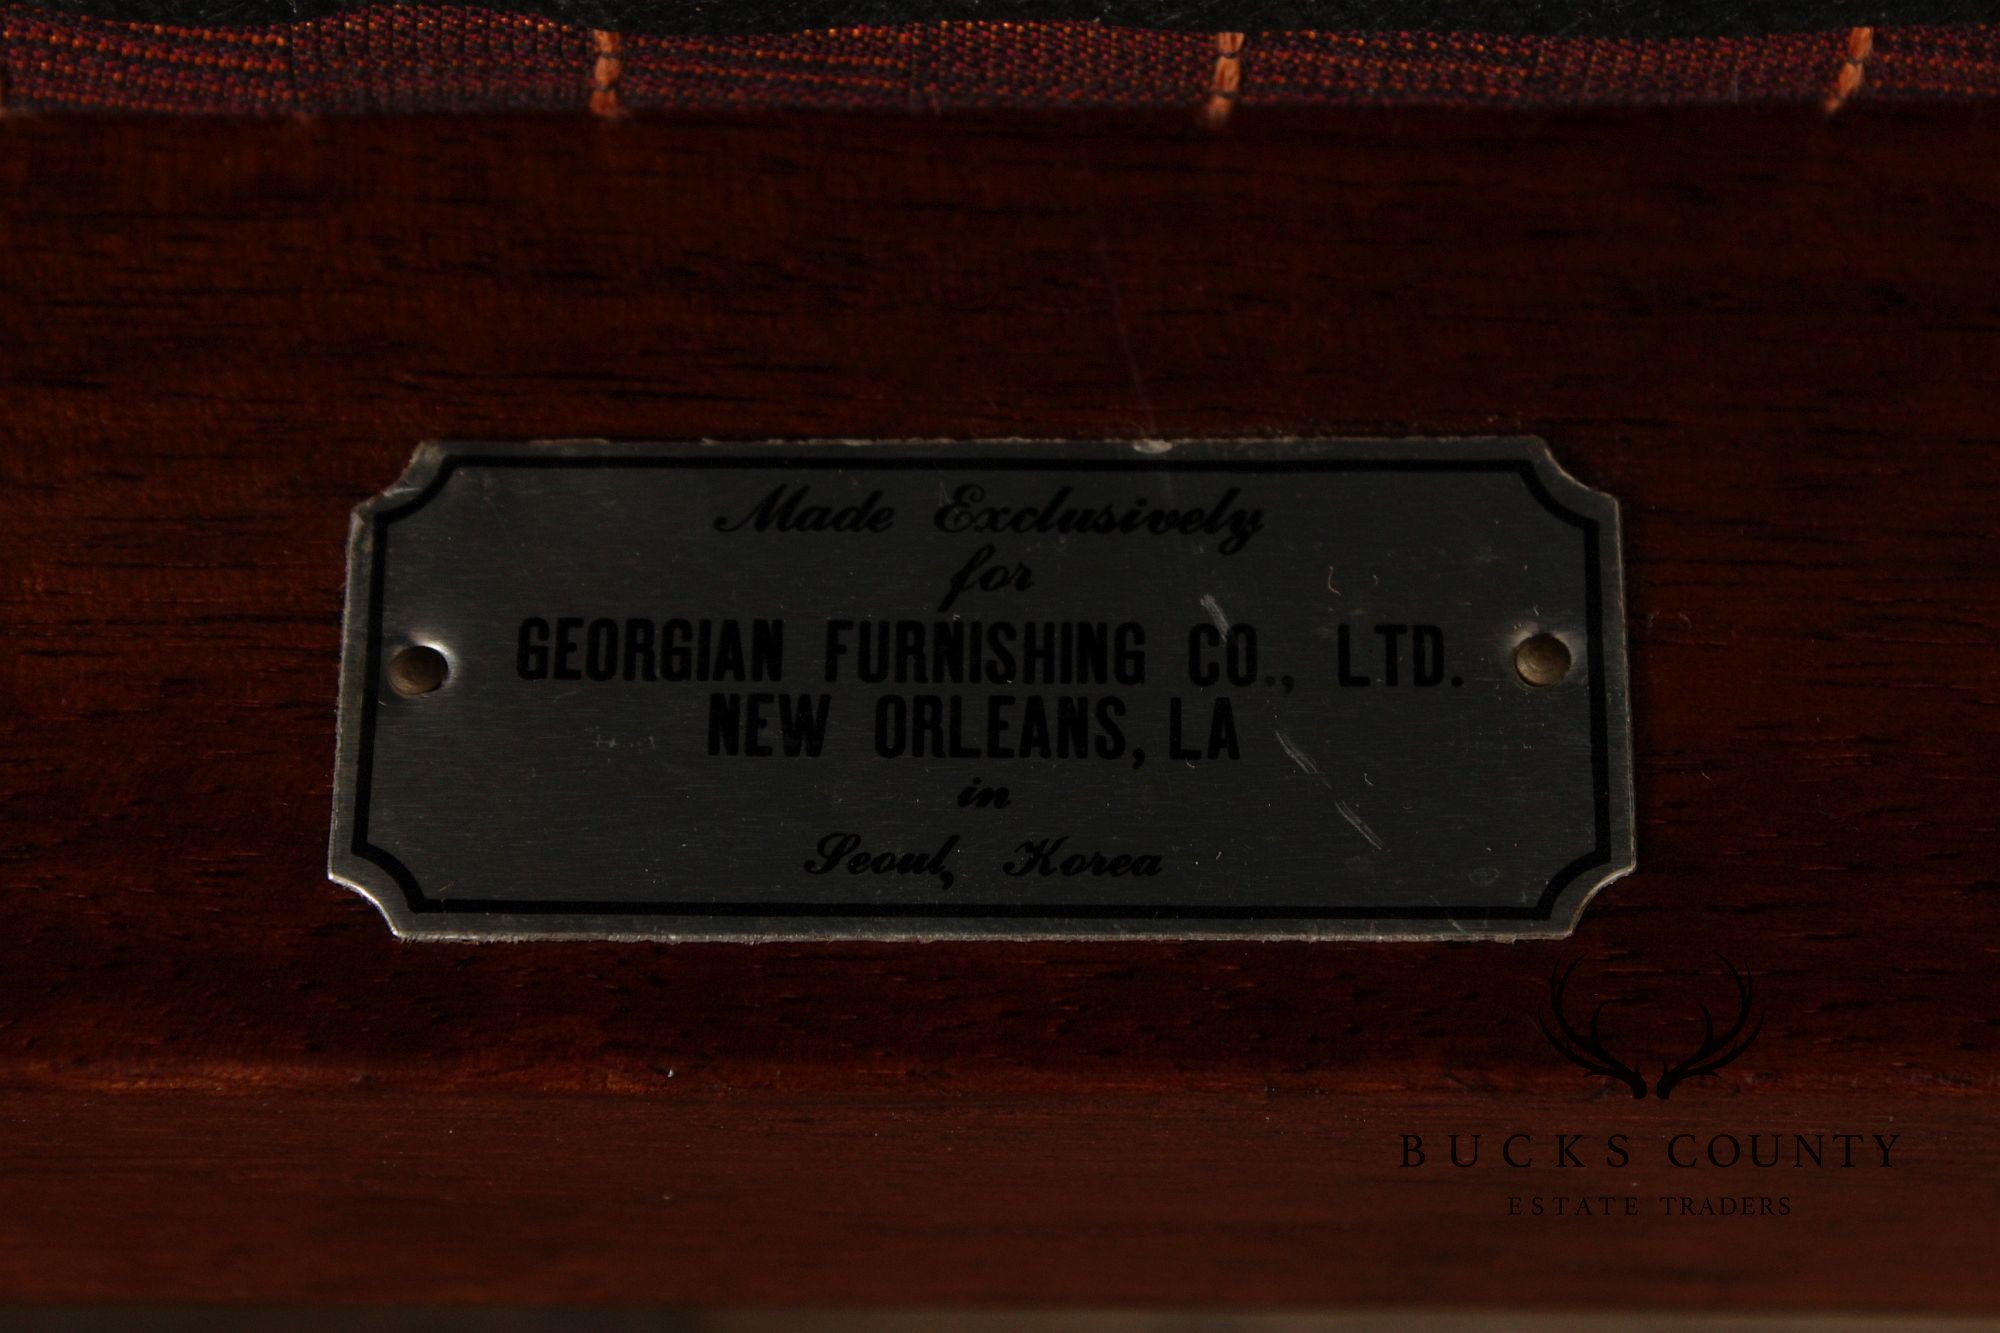 Made Exclusively
for
GEORGIAN FURNISHING CO., LTD.
NEW ORLEANS, LA
in
Seoul, Korea
BUCKS COUNTY
ESTATE TRADERS